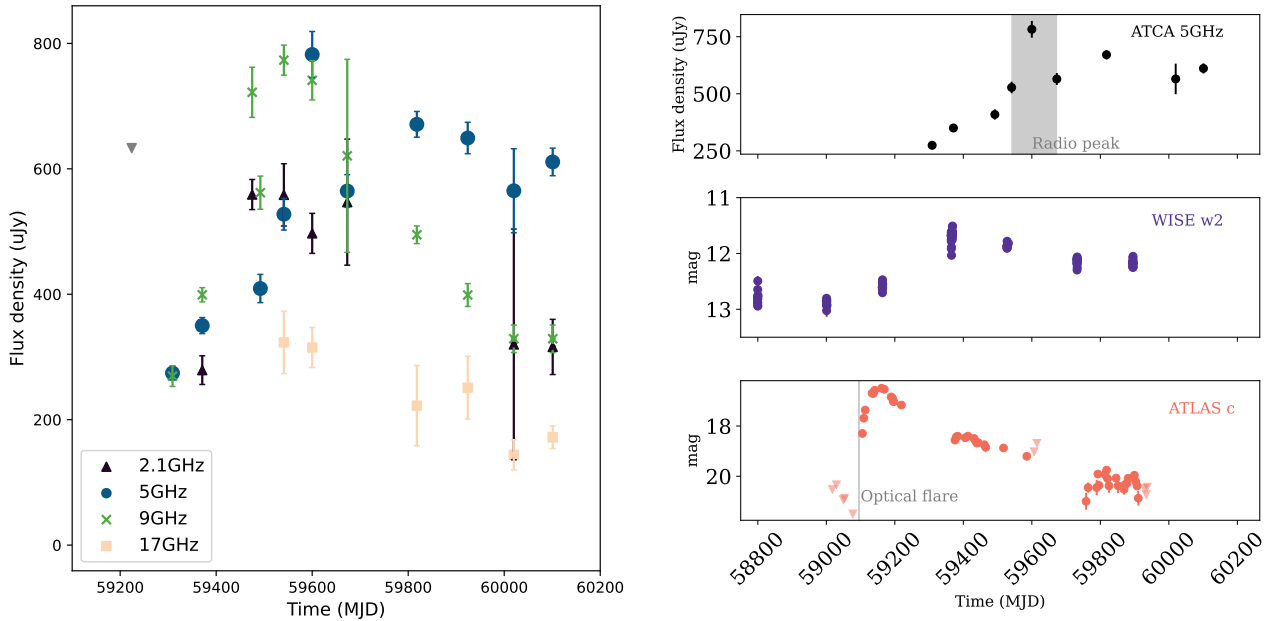 Flux density (uJy)
800
600
400
200
0
2.1GHz
5GHz
9GHz
17GHz
59200
59400
59600
59800
60000
60200
Time (MJD)
Flux density (uJy)
750
500
250
ATCA 5GHz
Radio peak
mag
11
12
13
WISE w2
mag
18
20
ATLAS c
Optical flare
58800
59000
59200
59400
59600
59800
60000
60200
Time (MJD)